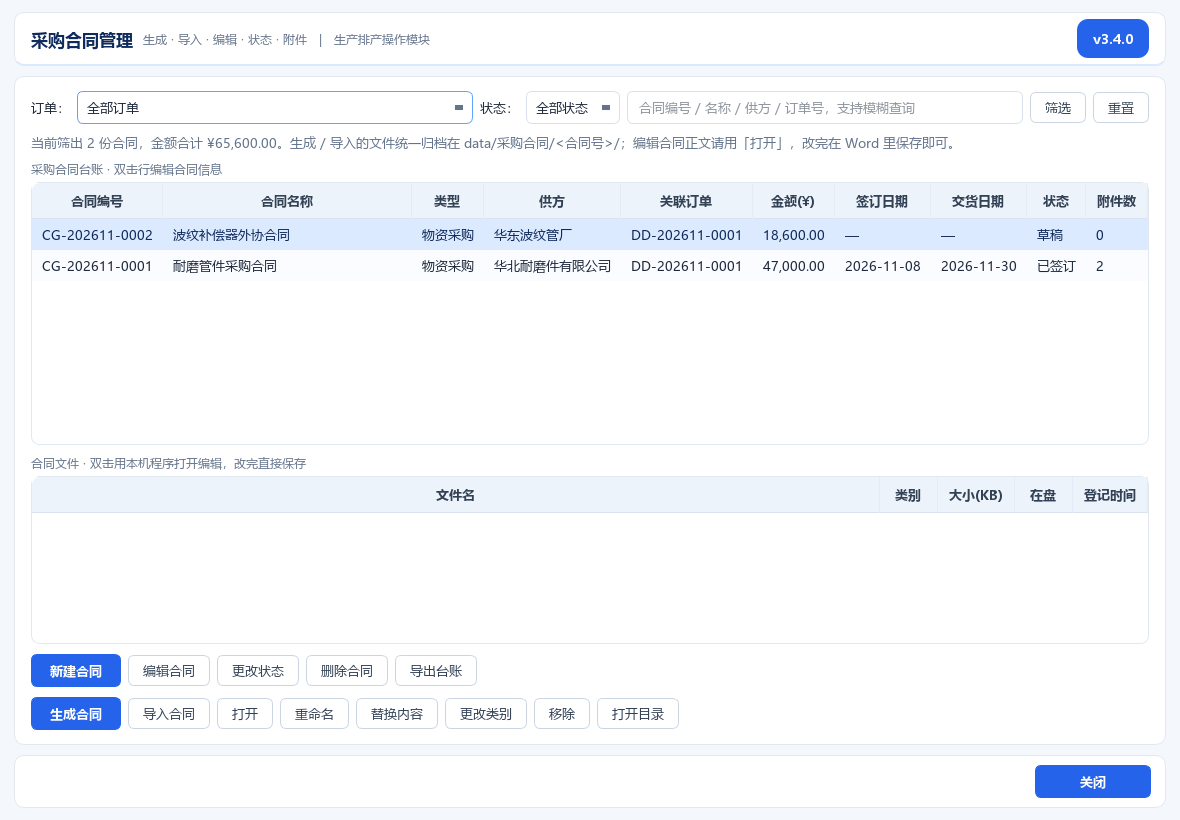 采购合同管理 生成 · 导入 · 编辑 · 状态 · 附件 | 生产排产操作模块 v3.4.0
订单: 全部订单 状态: 全部状态 合同编号 / 名称 / 供方 / 订单号，支持模糊查询 筛选 重置
当前筛出 2 份合同，金额合计 ¥65,600.00。生成 / 导入的文件统一归档在 data/采购合同/<合同号>/；编辑合同正文请用「打开」，改完在 Word 里保存即可。
采购合同台账 · 双击行编辑合同信息
合同编号 合同名称 类型 供方 关联订单 金额(¥) 签订日期 交货日期 状态 附件数
CG-202611-0002 波纹补偿器外协合同 物资采购 华东波纹管厂 DD-202611-0001 18,600.00 — — 草稿 0
CG-202611-0001 耐磨管件采购合同 物资采购 华北耐磨件有限公司 DD-202611-0001 47,000.00 2026-11-08 2026-11-30 已签订 2
合同文件 · 双击用本机程序打开编辑，改完直接保存
文件名 类别 大小(KB) 在盘 登记时间
新建合同 编辑合同 更改状态 删除合同 导出台账
生成合同 导入合同 打开 重命名 替换内容 更改类别 移除 打开目录
关闭